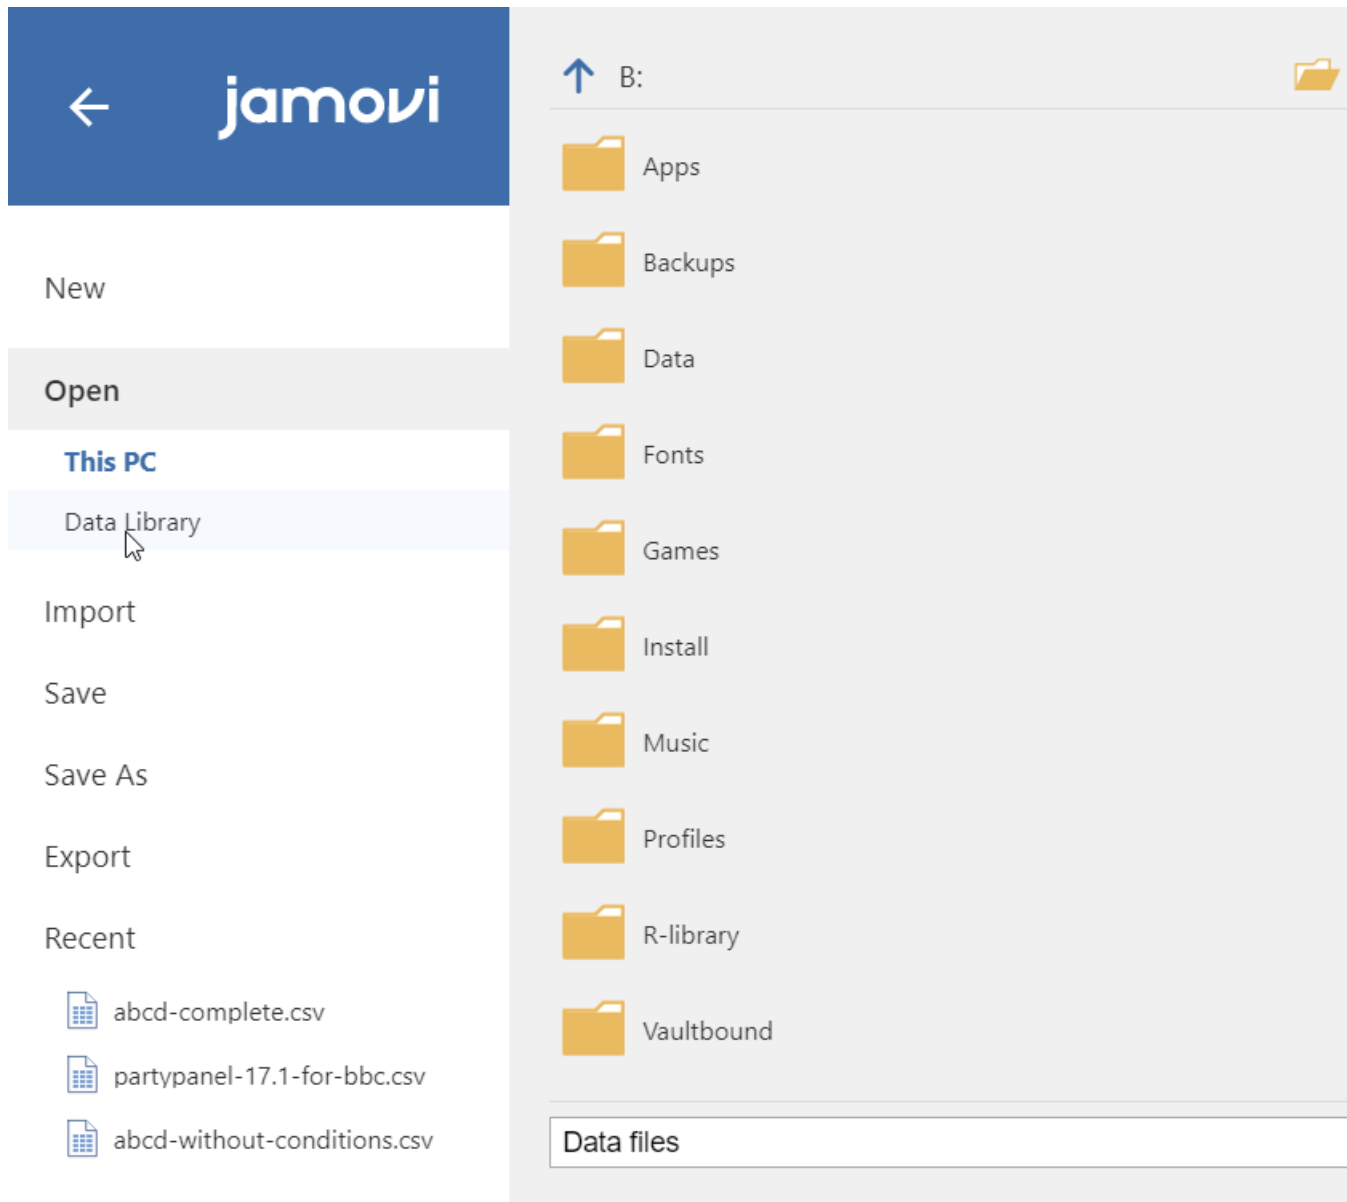 jamovi
New
Open
This PC
Data Library
Import
Save
Save As
Export
Recent
abcd-complete.csv
partypanel-17.1-for-bbc.csv
abcd-without-conditions.csv
B:
Apps
Backups
Data
Fonts
Games
Install
Music
Profiles
R-library
Vaultbound
Data files